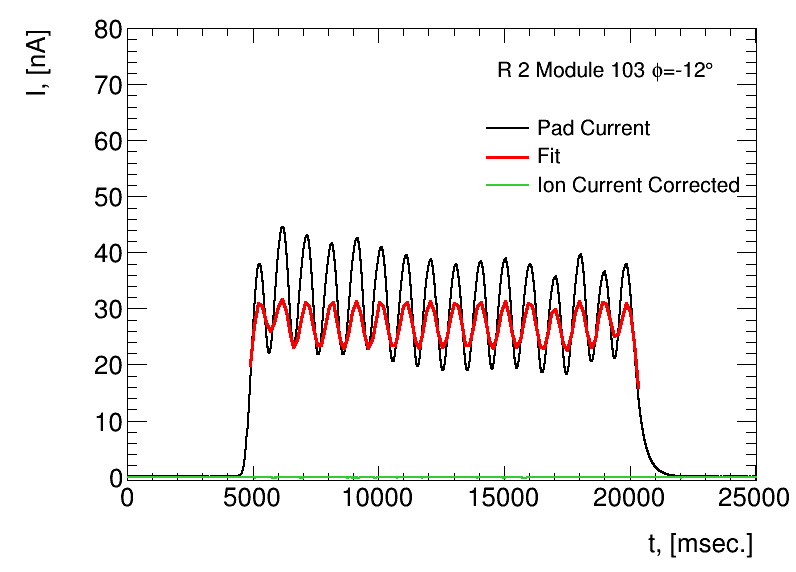 I, [nA]
80
70
60
50
40
30
20
10
0
R 2 Module 103 ϕ=-12°
Pad Current
Fit
Ion Current Corrected
0 5000 10000 15000 20000 25000
t, [msec.]